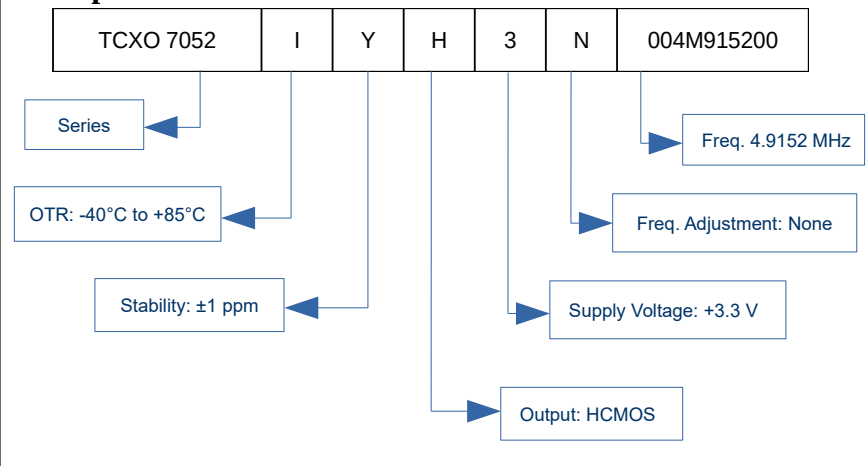 TCXO 7052 I Y H 3 N 004M915200
Series
Freq. 4.9152 MHz
OTR: -40°C to +85°C
Freq. Adjustment: None
Stability: ±1 ppm
Supply Voltage: +3.3 V
Output: HCMOS